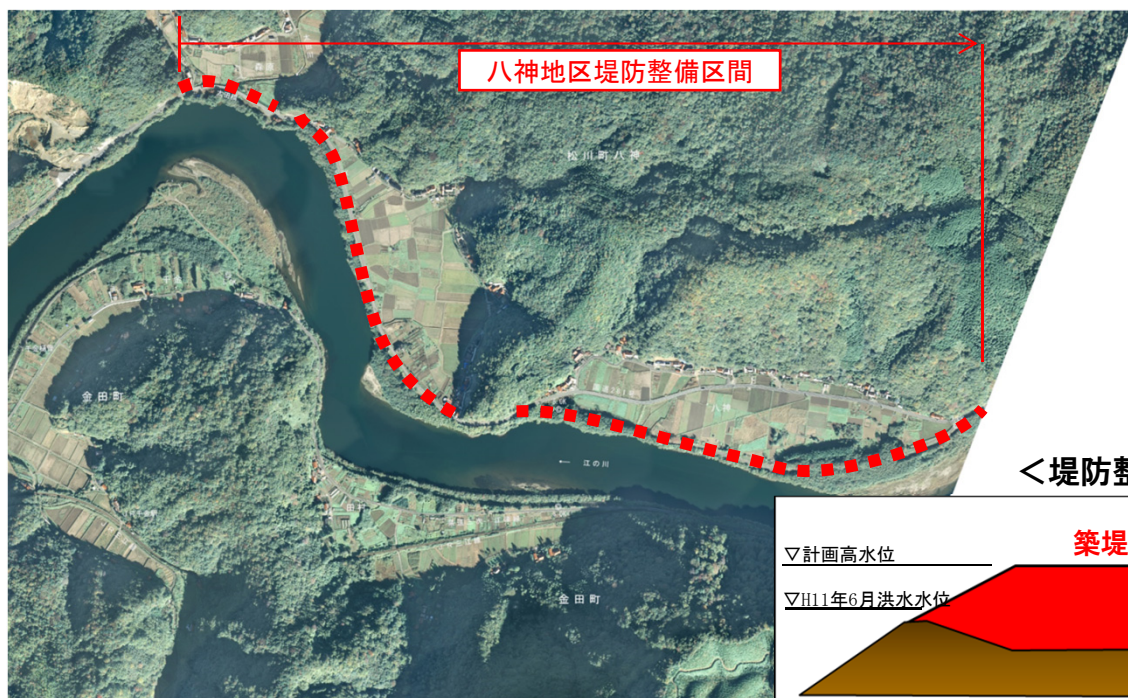 八神地区堤防整備区間
松川町八神
八神
金田町
江の川
金田町
＜堤防整
築堤
▽計画高水位
▽H11年6月洪水水位